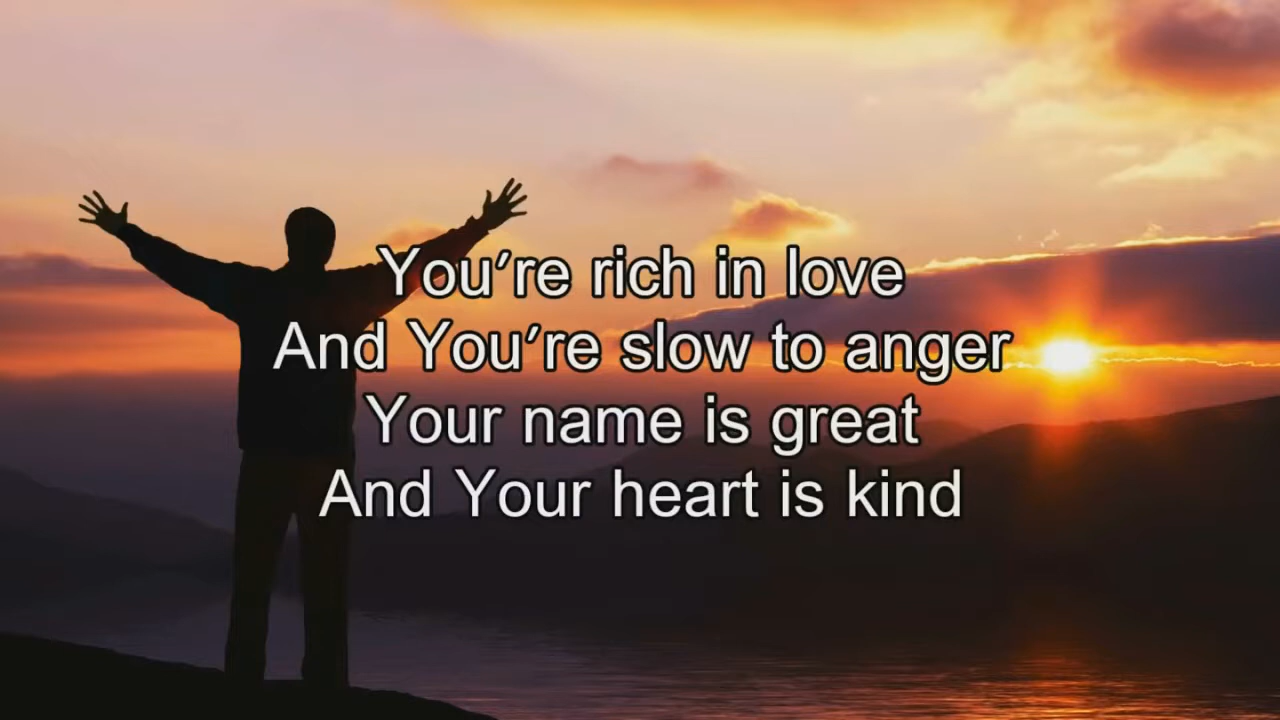 You’re rich in love
And You’re slow to anger
Your name is great
And Your heart is kind